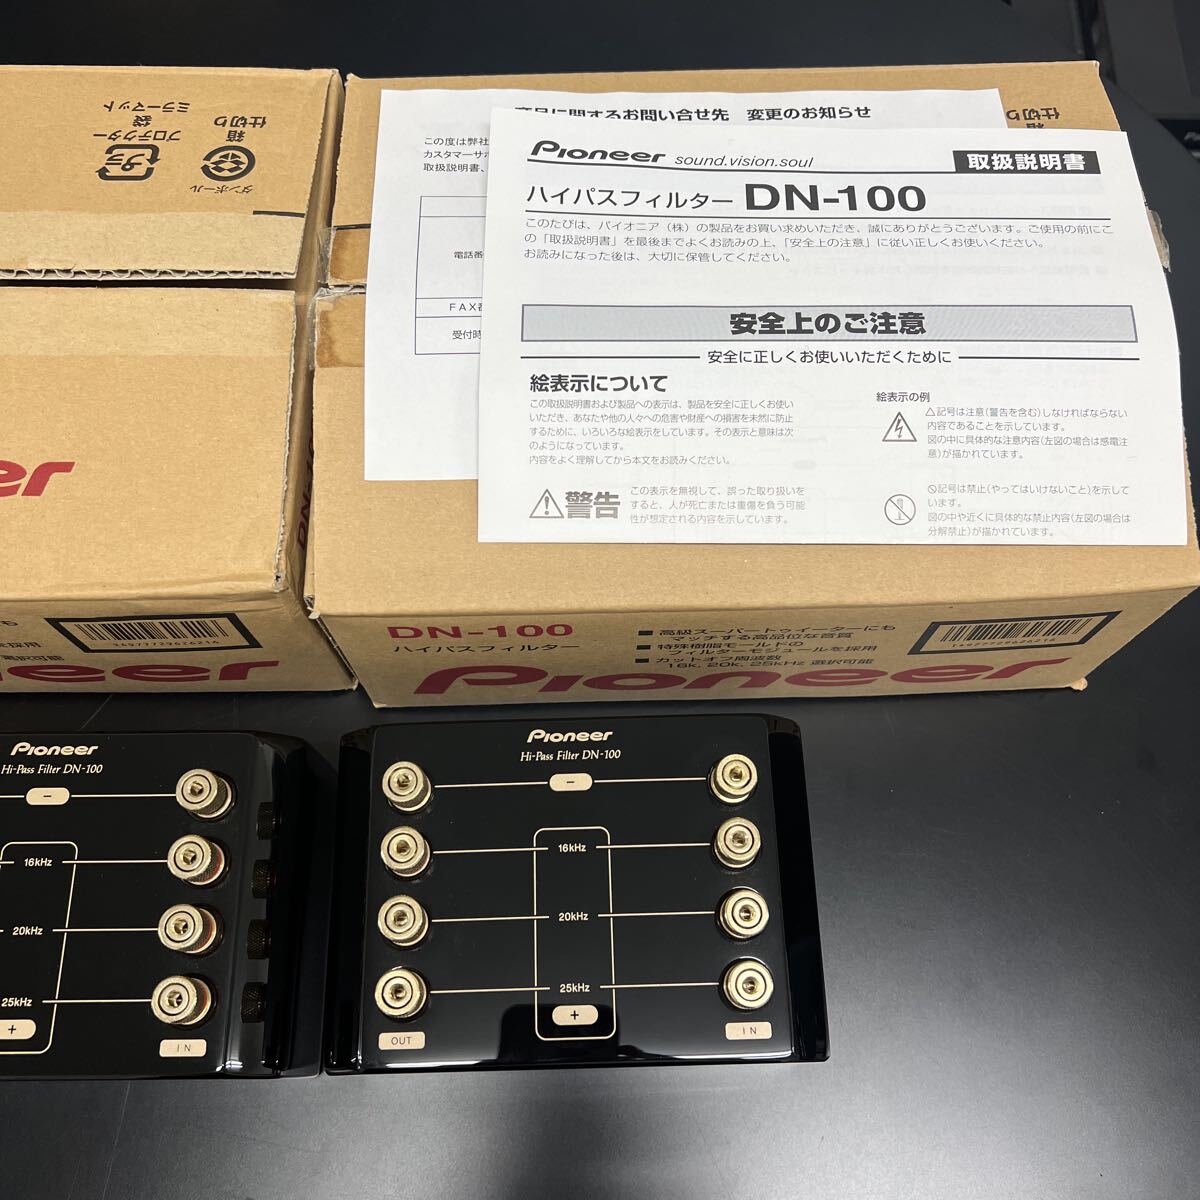 仕切り
箱
袋
プロテクター
ミラーマット
ダンボール
プラ
仕切り
商品に関するお問い合せ先 変更のお知らせ
この度は弊社
カスタマーサポ
取扱説明書、
FAX番
受付時
Pioneer sound.vision.soul
取扱説明書
ハイパスフィルター DN-100
このたびは、パイオニア(株)の製品をお買い求めいただき、誠にありがとうございます。ご使用の前にこ
の「取扱説明書」を最後までよくお読みの上、「安全上の注意」に従い正しくお使いください。
お読みになった後は、大切に保管してください。
安全上のご注意
安全に正しくお使いいただくために
絵表示について
この取扱説明書および製品への表示は、製品を安全に正しくお使い
いただき、あなたや他の人々への危害や財産への損害を未然に防止
するために、いろいろな絵表示をしています。その表示と意味は次
のようになっています。
内容をよく理解してから本文をお読みください。
警告
この表示を無視して、誤った取り扱いを
すると、人が死亡または重傷を負う可能
性が想定される内容を示しています。
絵表示の例
△記号は注意(警告を含む)しなければならない
内容であることを示しています。
図の中に具体的な注意内容(左図の場合は感電注
意)が描かれています。
⃠記号は禁止(やってはいけないこと)を示して
います。
図の中や近くに具体的な禁止内容(左図の場合は
分解禁止)が描かれています。
er
にも
採用
選択可能
14977729626214
neer
DN-100
ハイパスフィルター
■ 高級スーパートゥイーターにも
マッチする高品位な音質
■ 特殊樹脂モールドの
フィルターモジュールを採用
■ カットオフ周波数
16k, 20k, 25kHz 選択可能
14977729626214
Pioneer
Pioneer
Hi-Pass Filter DN-100
−
16kHz
20kHz
25kHz
+
IN
Pioneer
Hi-Pass Filter DN-100
−
16kHz
20kHz
25kHz
+
OUT
IN